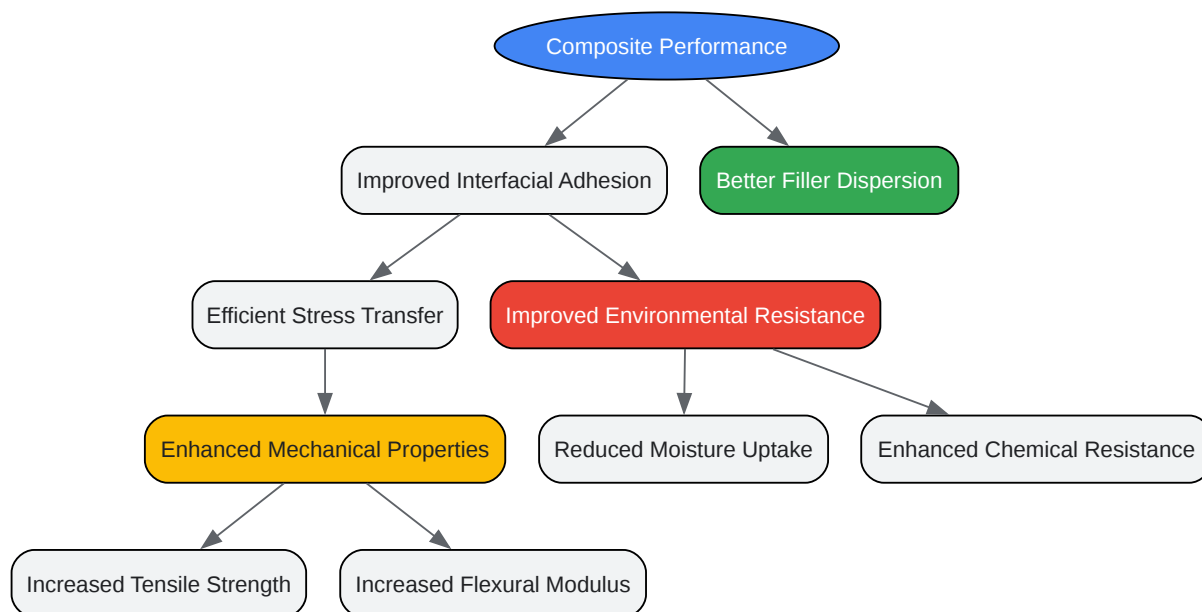 Composite Performance
Improved Interfacial Adhesion
Better Filler Dispersion
Efficient Stress Transfer
Improved Environmental Resistance
Enhanced Mechanical Properties
Reduced Moisture Uptake
Enhanced Chemical Resistance
Increased Tensile Strength
Increased Flexural Modulus